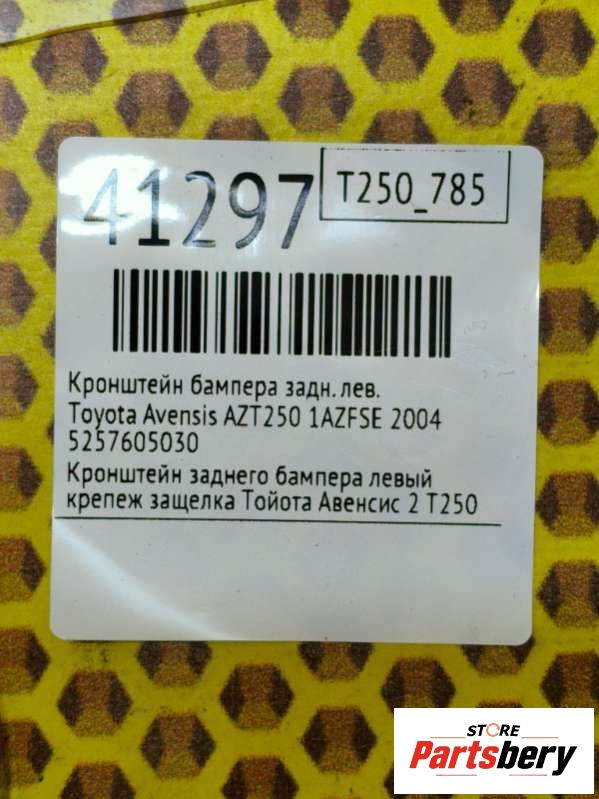 41297
T250_785
Кронштейн бампера задн. лев.
Toyota Avensis AZT250 1AZFSE 2004
5257605030
Кронштейн заднего бампера левый
крепеж защелка Тойота Авенсис 2 Т250
STORE
Partsbery